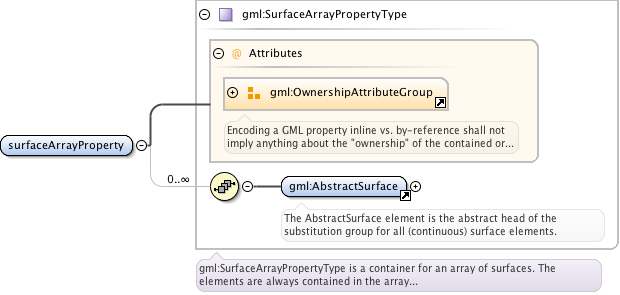 gml:SurfaceArrayPropertyType
@ Attributes
gml:OwnershipAttributeGroup
Encoding a GML property inline vs. by-reference shall not
imply anything about the "ownership" of the contained or...
surfaceArrayProperty
0..∞
gml:AbstractSurface
The AbstractSurface element is the abstract head of the
substitution group for all (continuous) surface elements.
gml:SurfaceArrayPropertyType is a container for an array of surfaces. The
elements are always contained in the array...